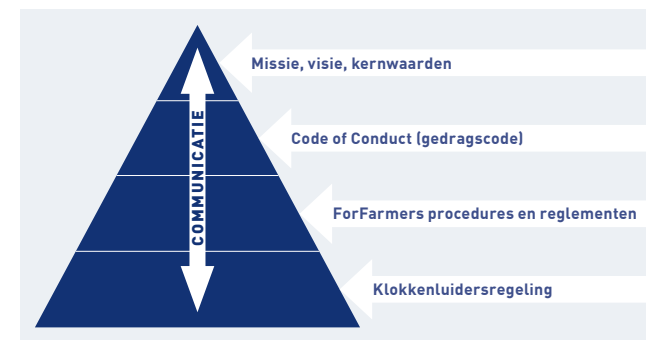 Missie, visie, kernwaarden
Code of Conduct (gedragscode)
ForFarmers procedures en reglementen
Klokkenluidersregeling
COMMUNICATIE